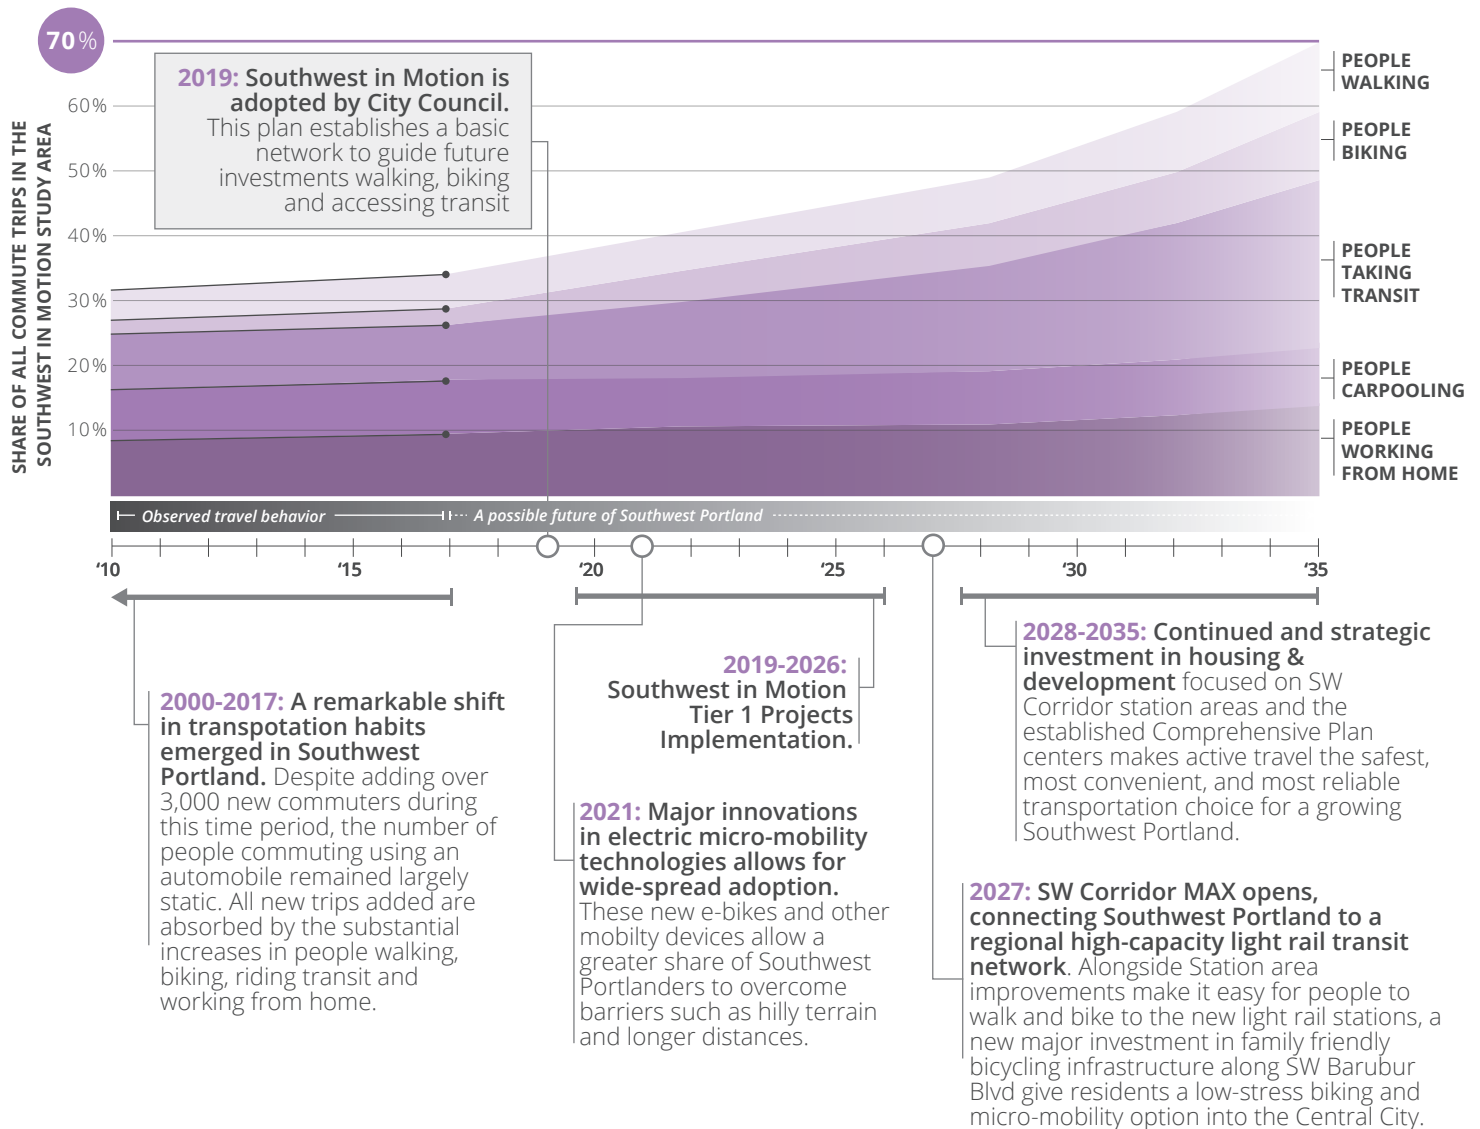 70%
60%
50%
40%
30%
20%
10%
SHARE OF ALL COMMUTE TRIPS IN THE
SOUTHWEST IN MOTION STUDY AREA
2019: Southwest in Motion is
adopted by City Council.
This plan establishes a basic
network to guide future
investments walking, biking
and accessing transit
PEOPLE
WALKING
PEOPLE
BIKING
PEOPLE
TAKING
TRANSIT
PEOPLE
CARPOOLING
PEOPLE
WORKING
FROM HOME
Observed travel behavior
A possible future of Southwest Portland
‘10
‘15
‘20
‘25
‘30
‘35
2000-2017: A remarkable shift
in transpotation habits
emerged in Southwest
Portland. Despite adding over
3,000 new commuters during
this time period, the number of
people commuting using an
automobile remained largely
static. All new trips added are
absorbed by the substantial
increases in people walking,
biking, riding transit and
working from home.
2019-2026:
Southwest in Motion
Tier 1 Projects
Implementation.
2021: Major innovations
in electric micro-mobility
technologies allows for
wide-spread adoption.
These new e-bikes and other
mobilty devices allow a
greater share of Southwest
Portlanders to overcome
barriers such as hilly terrain
and longer distances.
2028-2035: Continued and strategic
investment in housing &
development focused on SW
Corridor station areas and the
established Comprehensive Plan
centers makes active travel the safest,
most convenient, and most reliable
transportation choice for a growing
Southwest Portland.
2027: SW Corridor MAX opens,
connecting Southwest Portland to a
regional high-capacity light rail transit
network. Alongside Station area
improvements make it easy for people to
walk and bike to the new light rail stations, a
new major investment in family friendly
bicycling infrastructure along SW Barubur
Blvd give residents a low-stress biking and
micro-mobility option into the Central City.